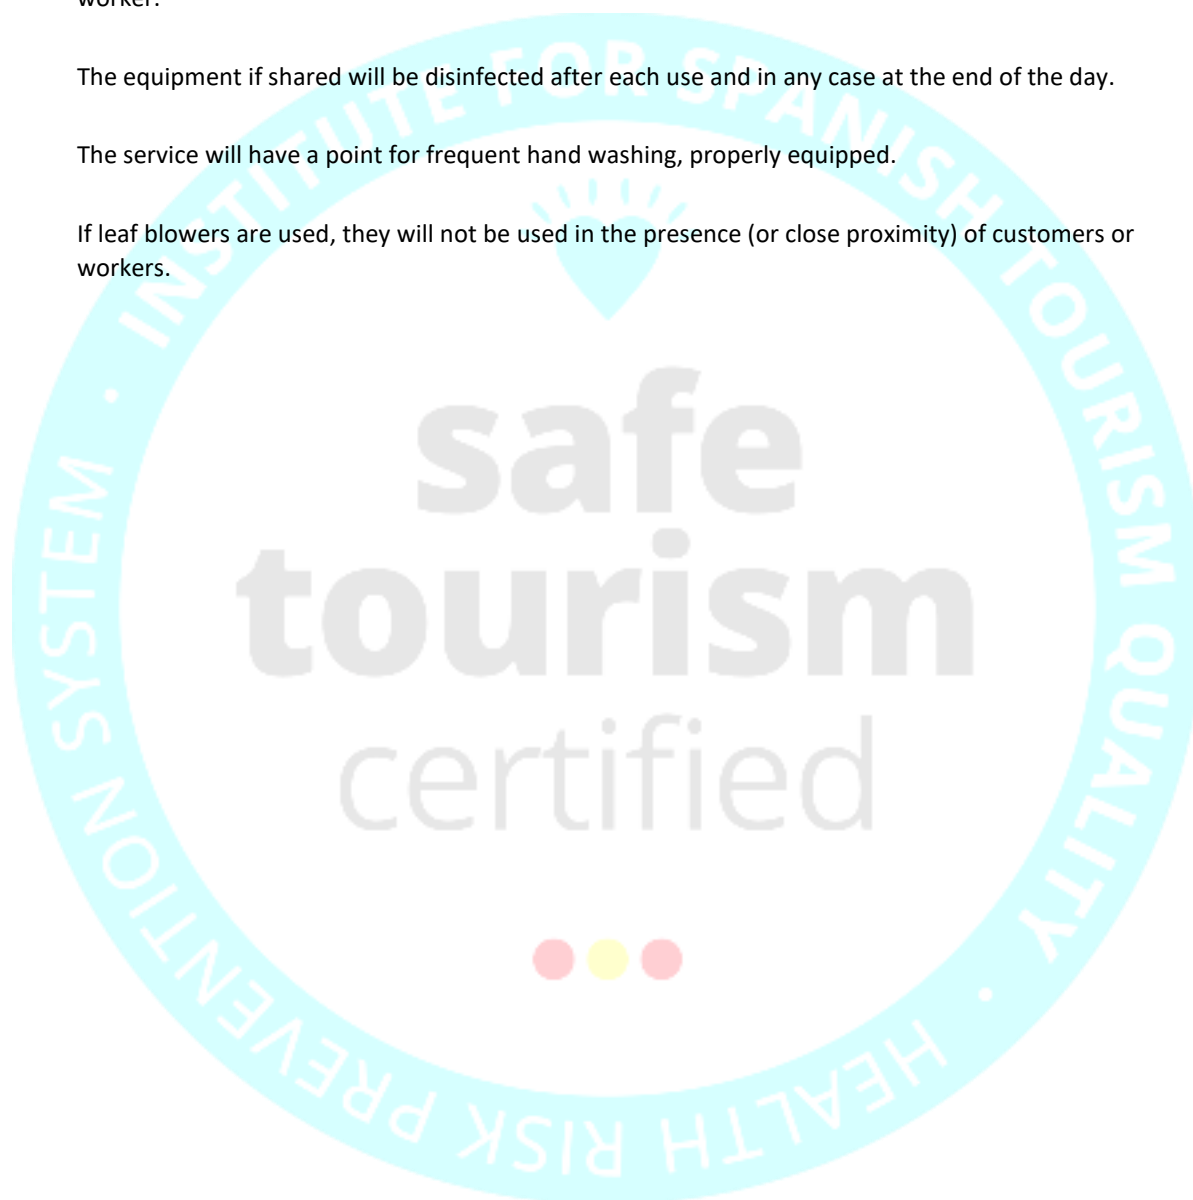 worker.
The equipment if shared will be disinfected after each use and in any case at the end of the day.
The service will have a point for frequent hand washing, properly equipped.
If leaf blowers are used, they will not be used in the presence (or close proximity) of customers or
workers.
INSTITUTE FOR SPANISH TOURISM QUALITY
safe
tourism
certified
HEALTH RISK PREVENTION SYSTEM